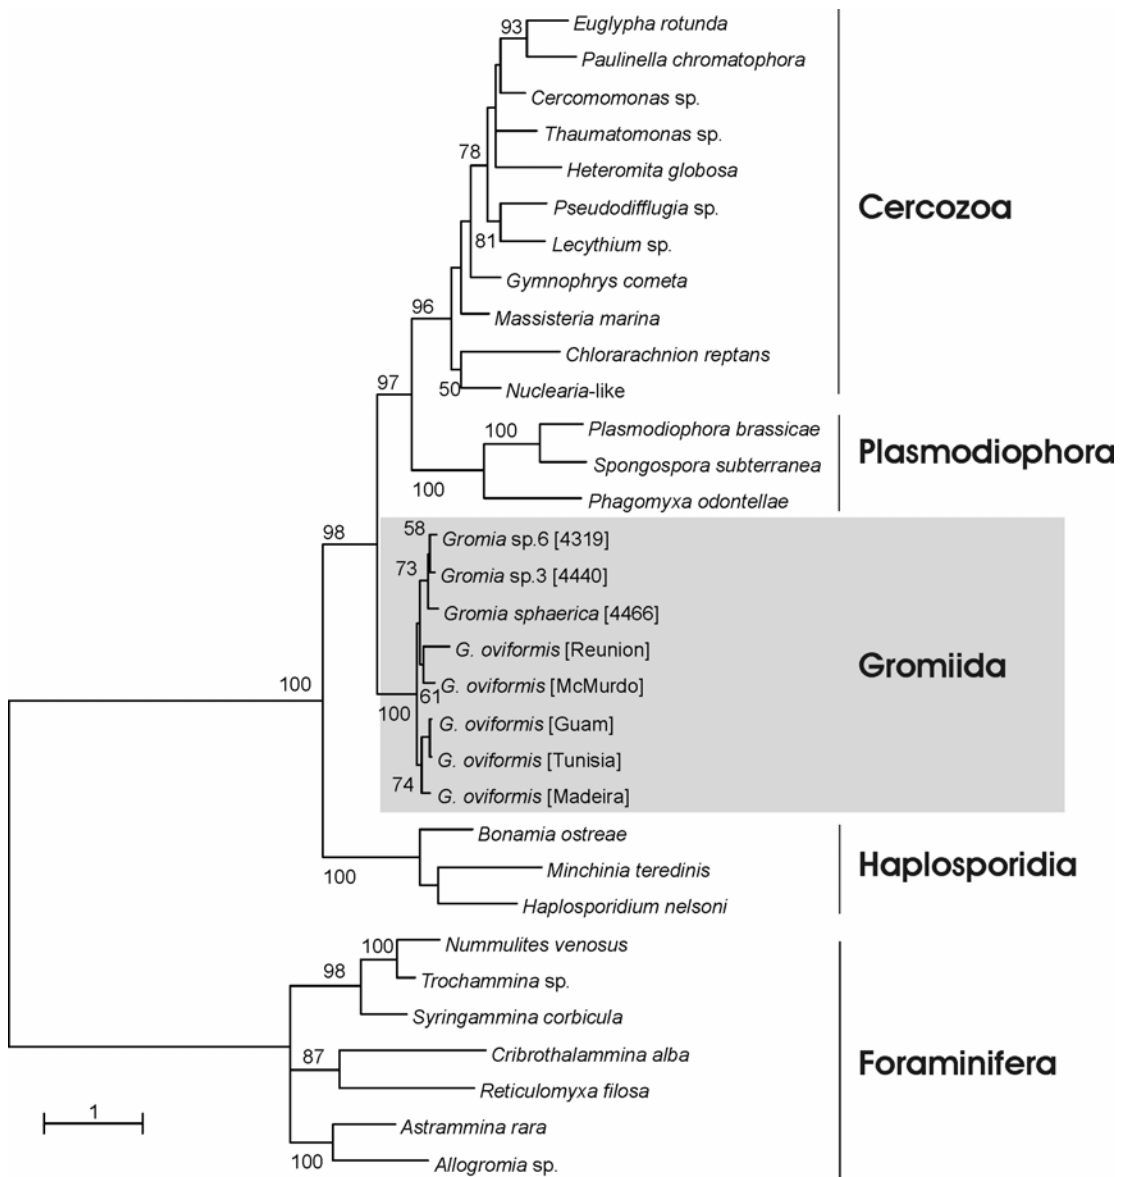 93
Euglypha rotunda
Paulinella chromatophora
Cercomomonas sp.
Thaumatomonas sp.
78
Heteromita globosa
Pseudodifflugia sp.
Cercozoa
81
Lecythium sp.
Gymnophrys cometa
96
Massisteria marina
Chlorarachnion reptans
97
50
Nuclearia-like
100
Plasmodiophora brassicae
Plasmodiophora
Spongospora subterranea
100
Phagomyxa odontellae
98
58
Gromia sp.6 [4319]
73
Gromia sp.3 [4440]
Gromia sphaerica [4466]
G. oviformis [Reunion]
Gromiida
100
61
G. oviformis [McMurdo]
100
G. oviformis [Guam]
G. oviformis [Tunisia]
74
G. oviformis [Madeira]
Bonamia ostreae
Minchinia teredinis
Haplosporidia
100
Haplosporidium nelsoni
100
Nummulites venosus
98
Trochammina sp.
Syringammina corbicula
87
Cribrothalammina alba
Foraminifera
Reticulomyxa filosa
1
Astrammina rara
100
Allogromia sp.